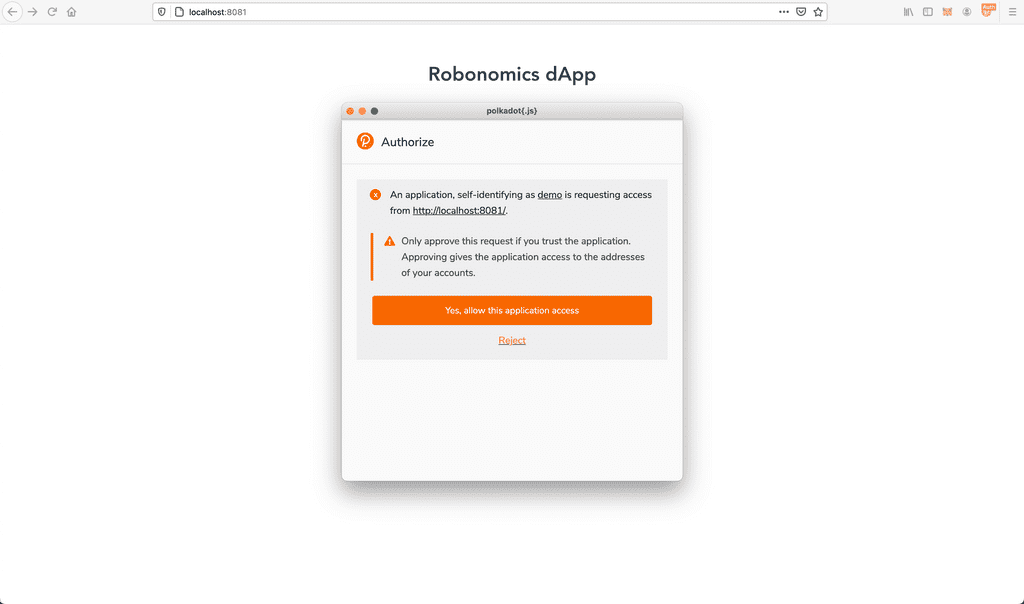 localhost:8081
Auth
Robonomics dApp
polkadot{.js}
Authorize
An application, self-identifying as demo is requesting access
from http://localhost:8081/.
Only approve this request if you trust the application.
Approving gives the application access to the addresses
of your accounts.
Yes, allow this application access
Reject